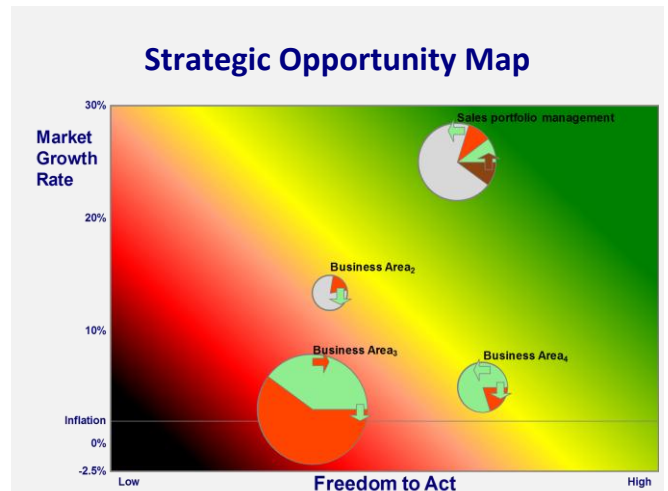 Strategic Opportunity Map
30%
Market
Growth
Rate
Sales portfolio management
20%
Business Area₂
10%
Business Area₃
Business Area₄
Inflation
0%
-2.5%
Low
Freedom to Act
High